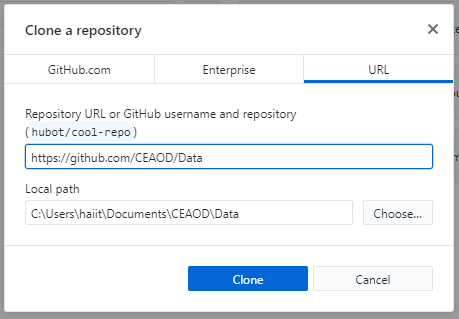 Clone a repository
GitHub.com Enterprise URL
Repository URL or GitHub username and repository
(hubot/cool-repo)
https://github.com/CEAOD/Data
Local path
C:\Users\haiit\Documents\CEAOD\Data Choose...
Clone Cancel